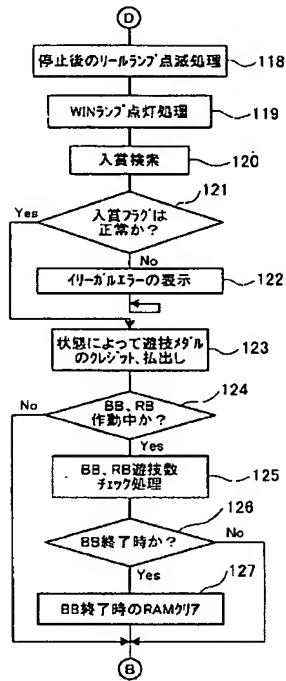 D
停止後のリールランプ点滅処理
118
WINランプ点灯処理
119
入賞検索
120
121
入賞フラグは
正常か?
Yes
No
イリーガルエラーの表示
122
状態によって遊技メダル
のクレジット、払出し
123
124
BB、RB
作動中か?
No
Yes
BB、RB遊技数
チェック処理
125
126
BB終了時か?
No
Yes
127
BB終了時のRAMクリア
B